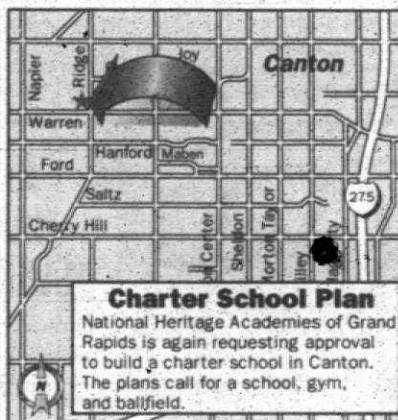 Joy
Canton
Napier
Ridge
Warren
Hanford
Maben
Ford
Saltz
275
Cherry Hill
Center
Sheldon
Morton Taylor
Charter School Plan
National Heritage Academies of Grand
Rapids is again requesting approval
to build a charter school in Canton.
The plans call for a school, gym,
and ballfield.
N